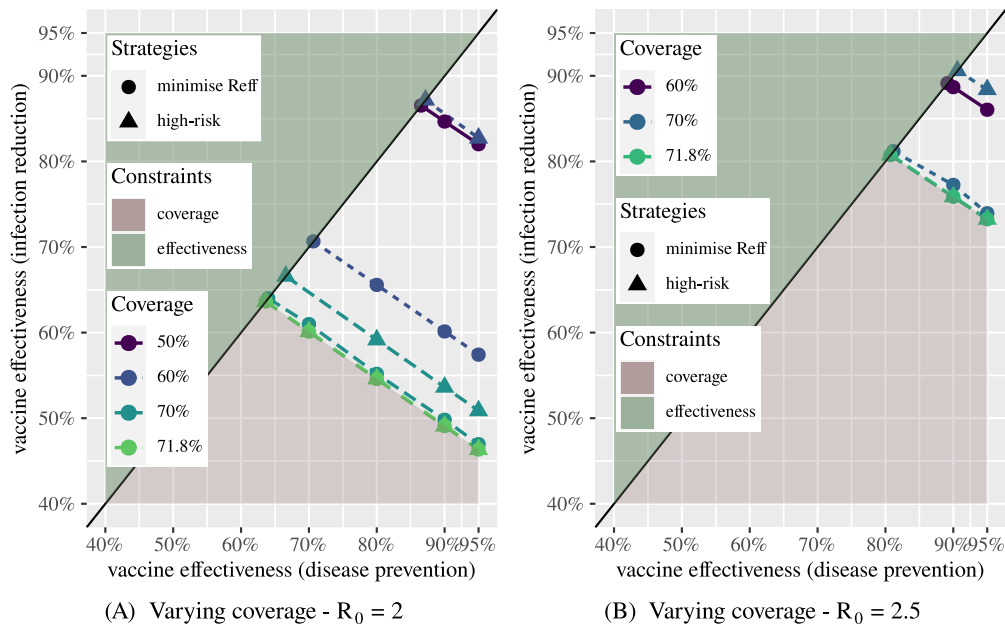 95%
90%
80%
70%
60%
50%
40%
vaccine effectiveness (infection reduction)
Strategies
minimise Reff
high-risk
Constraints
coverage
effectiveness
Coverage
50%
60%
70%
71.8%
40%
50%
60%
70%
80%
90%
95%
vaccine effectiveness (disease prevention)
(A) Varying coverage - R0 = 2
95%
90%
80%
70%
60%
50%
40%
vaccine effectiveness (infection reduction)
Coverage
60%
70%
71.8%
Strategies
minimise Reff
high-risk
Constraints
coverage
effectiveness
40%
50%
60%
70%
80%
90%
95%
vaccine effectiveness (disease prevention)
(B) Varying coverage - R0 = 2.5